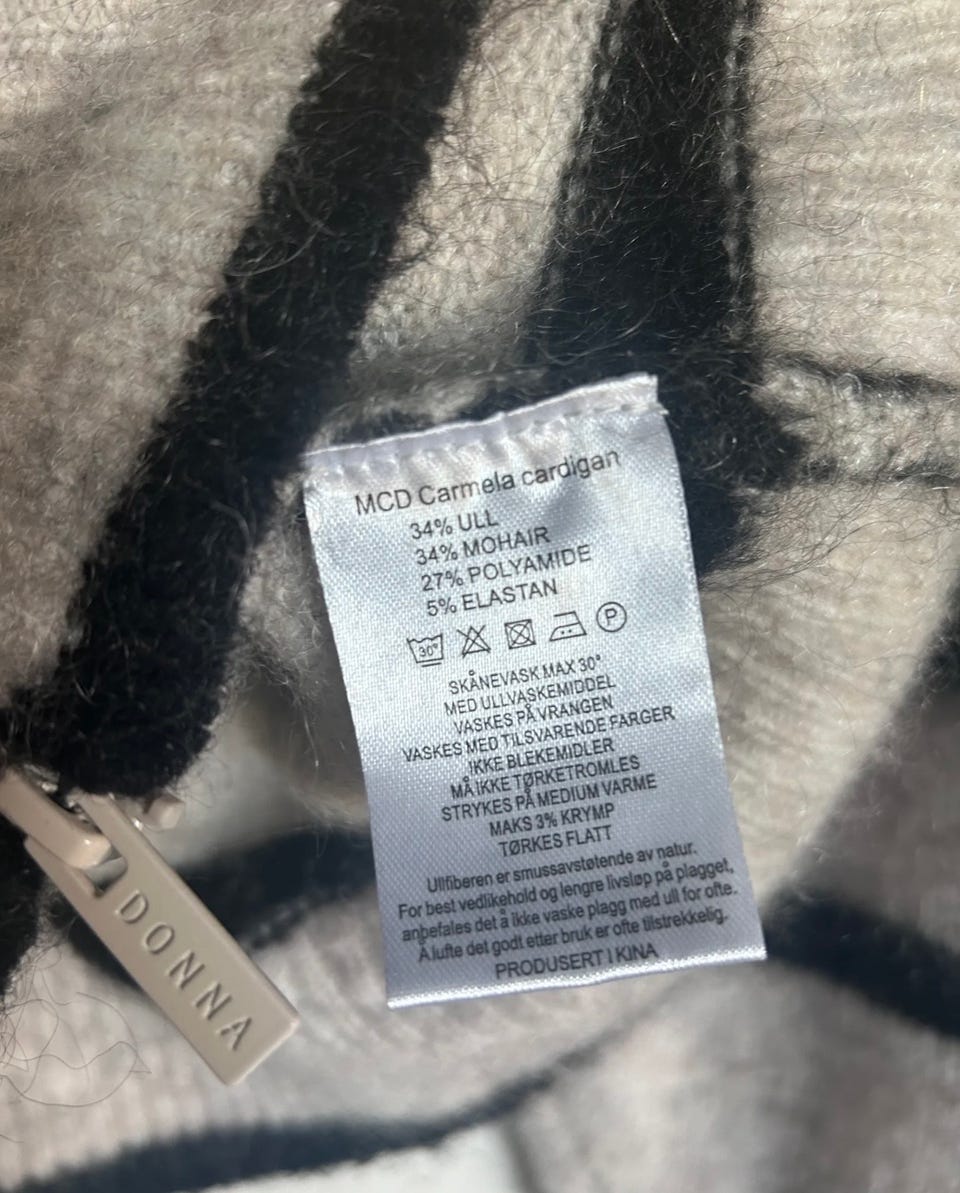 MCD Carmela cardigan
34% ULL
34% MOHAIR
27% POLYAMIDE
5% ELASTAN
30° P
SKÅNEVASK MAX 30°
MED ULLVASKEMIDDEL
VASKES PÅ VRANGEN
VASKES MED TILSVARENDE FARGER
IKKE BLEKEMIDLER
MÅ IKKE TØRKETROMLES
STRYKES PÅ MEDIUM VARME
MAKS 3% KRYMP
TØRKES FLATT
Ullfiberen er smussavstøtende av natur.
For best vedlikehold og lengre livsløp på plagget,
anbefales det å ikke vaske plagg med ull for ofte.
Å lufte det godt etter bruk er ofte tilstrekkelig.
PRODUSERT I KINA
DONNA